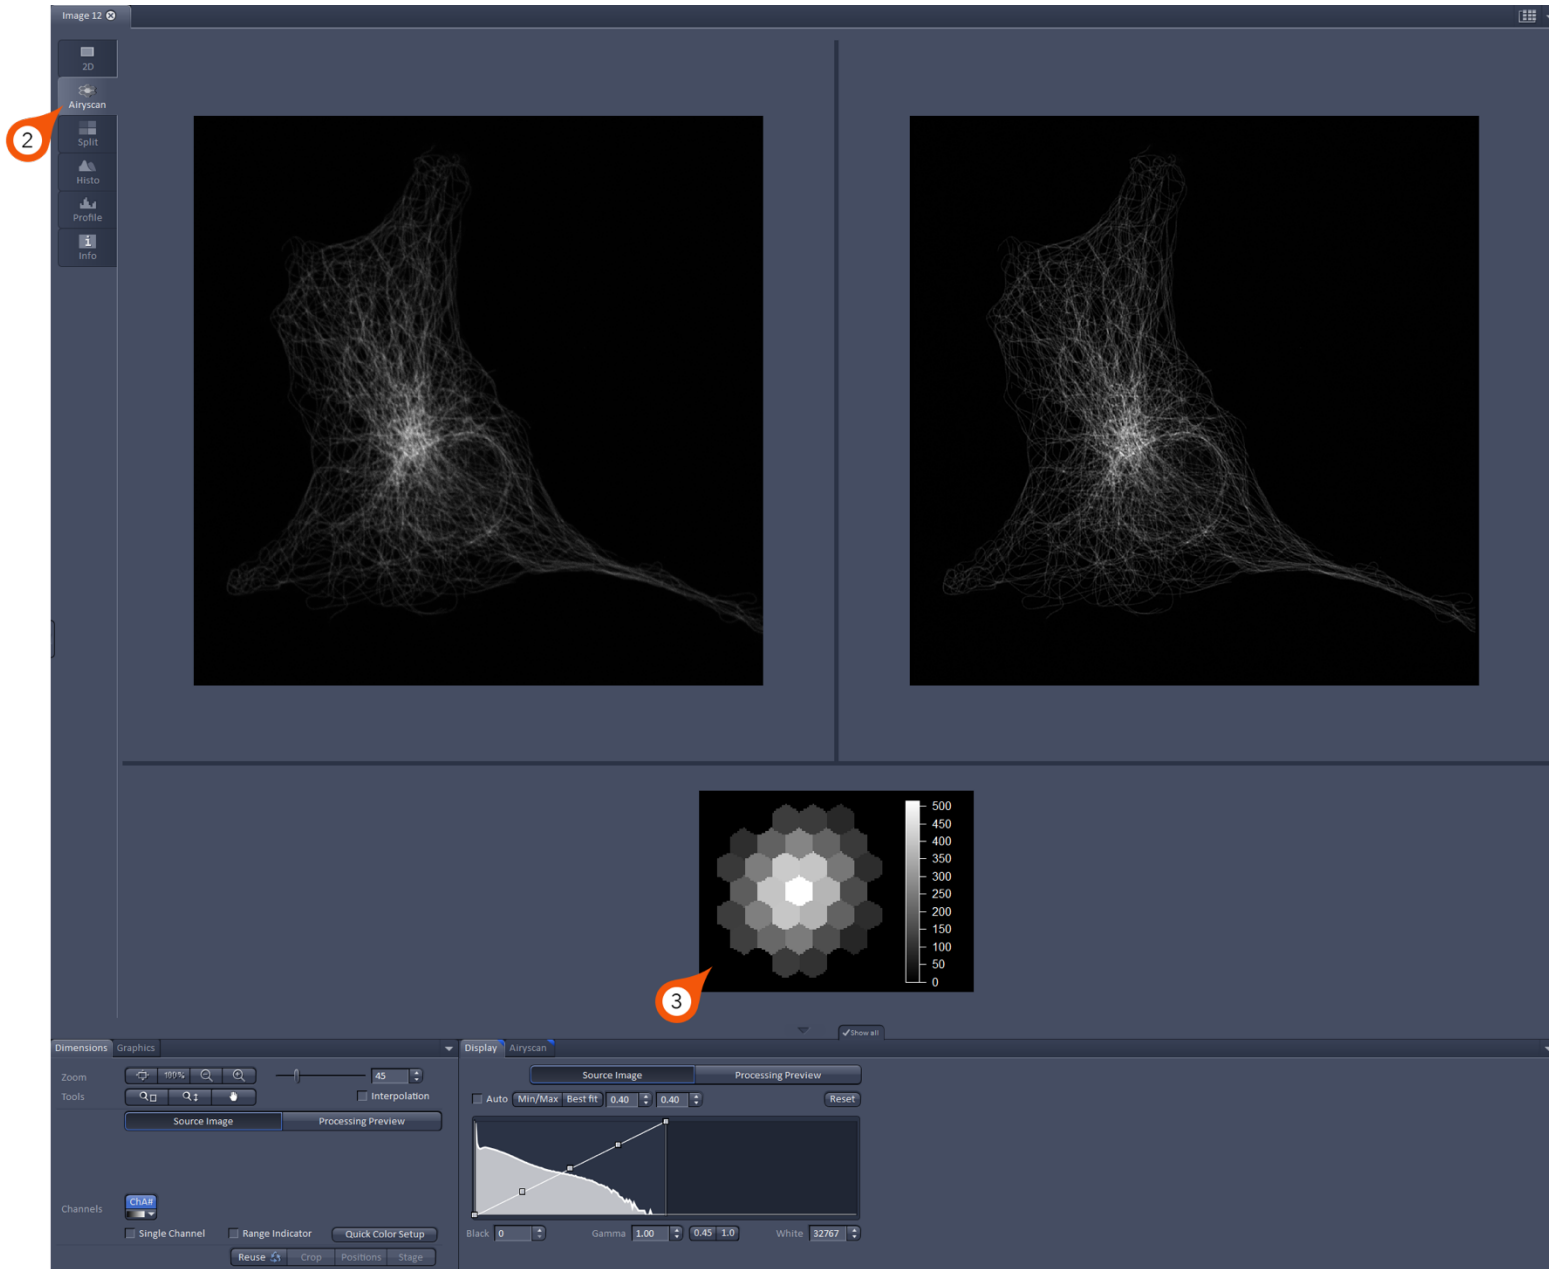 Image 12
2D
Airyscan
2
Split
Histo
Profile
i
Info
500
450
400
350
300
250
200
150
100
50
0
3
Show all
Dimensions Graphics
Zoom 100% 45
Tools Interpolation
Source Image Processing Preview
Channels ChA#
Single Channel Range Indicator Quick Color Setup
Reuse Crop Positions Stage
Display Airyscan
Source Image Processing Preview
Auto Min/Max Best fit 0.40 0.40 Reset
Black 0 Gamma 1.00 0.45 1.0 White 32767